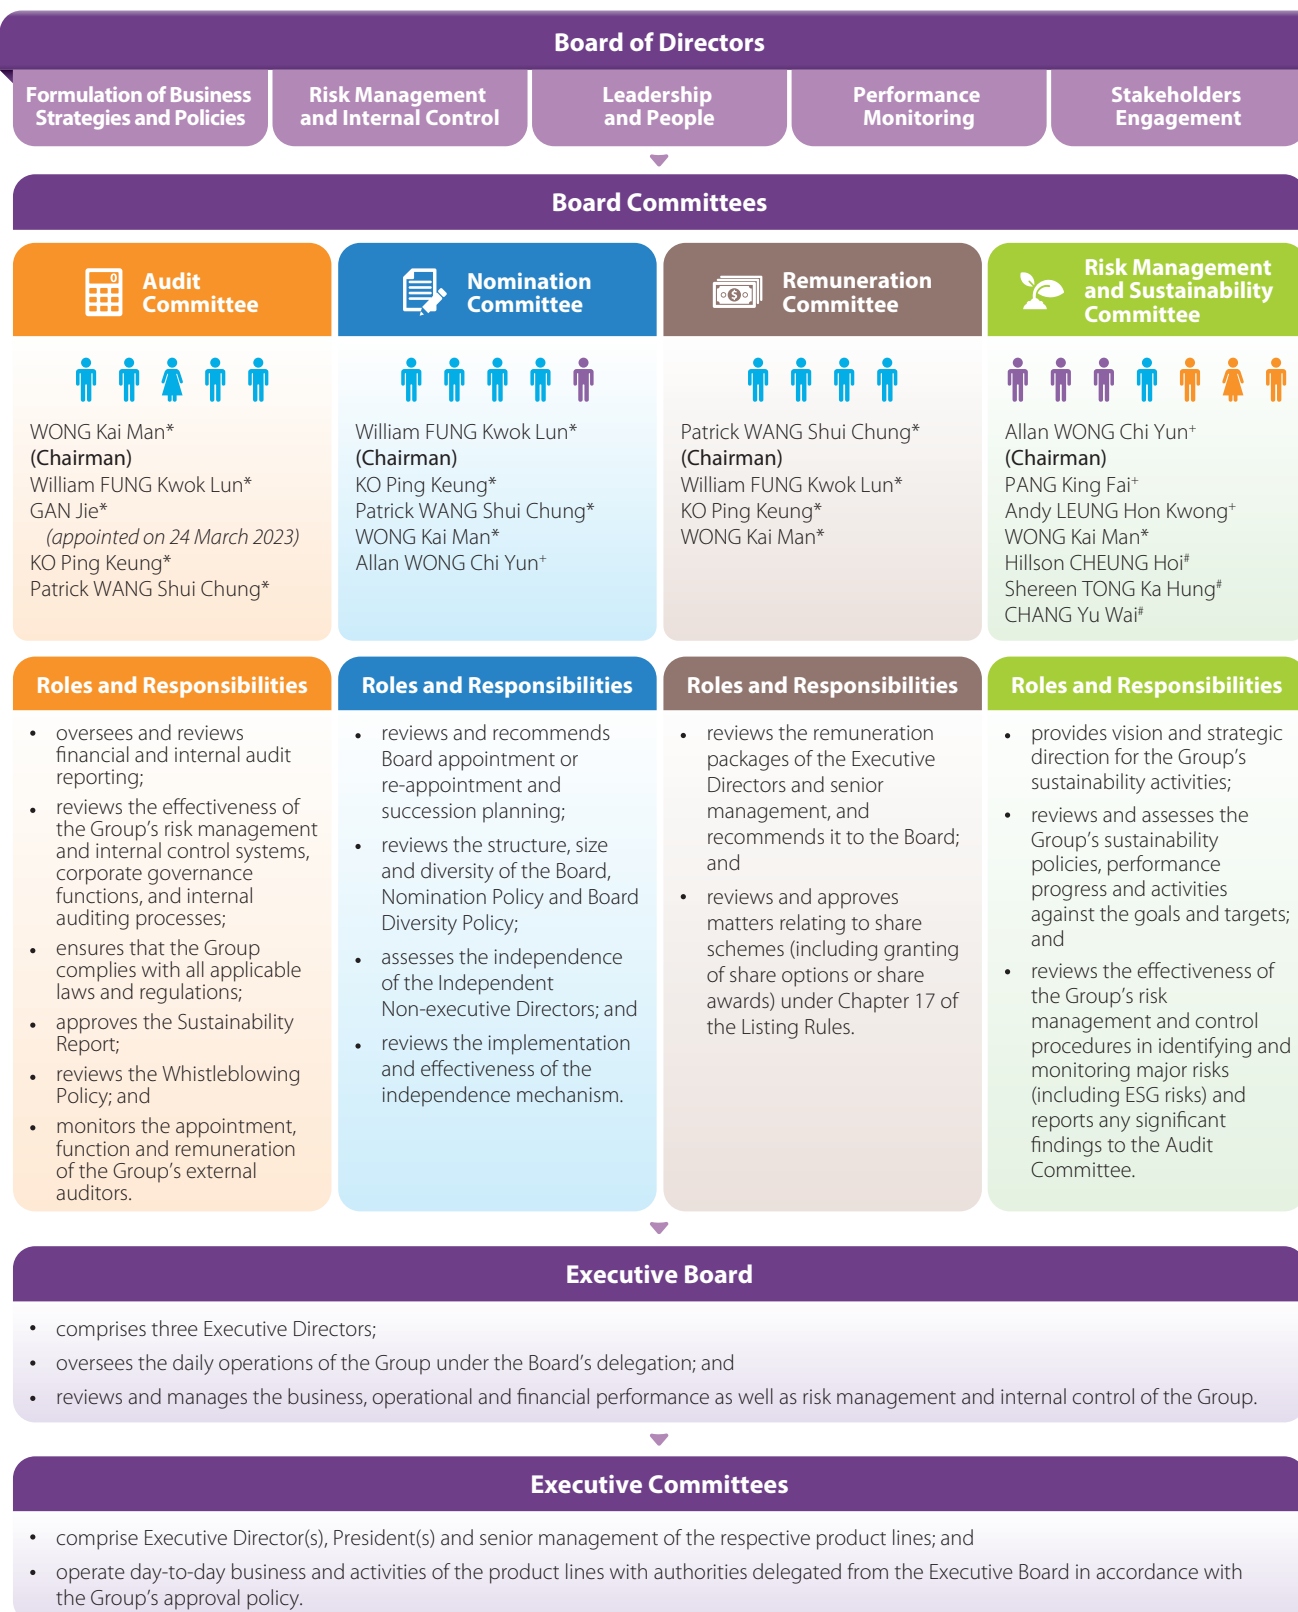 Board of Directors
Formulation of Business
Strategies and Policies
Risk Management
and Internal Control
Leadership
and People
Performance
Monitoring
Stakeholders
Engagement
Board Committees
Audit
Committee
WONG Kai Man*
(Chairman)
William FUNG Kwok Lun*
GAN Jie*
(appointed on 24 March 2023)
KO Ping Keung*
Patrick WANG Shui Chung*
Nomination
Committee
William FUNG Kwok Lun*
(Chairman)
KO Ping Keung*
Patrick WANG Shui Chung*
WONG Kai Man*
Allan WONG Chi Yun+
Remuneration
Committee
Patrick WANG Shui Chung*
(Chairman)
William FUNG Kwok Lun*
KO Ping Keung*
WONG Kai Man*
Risk Management
and Sustainability
Committee
Allan WONG Chi Yun+
(Chairman)
PANG King Fai+
Andy LEUNG Hon Kwong+
WONG Kai Man*
Hillson CHEUNG Hoi#
Shereen TONG Ka Hung#
CHANG Yu Wai#
Roles and Responsibilities
• oversees and reviews
financial and internal audit
reporting;
• reviews the effectiveness of
the Group's risk management
and internal control systems,
corporate governance
functions, and internal
auditing processes;
• ensures that the Group
complies with all applicable
laws and regulations;
• approves the Sustainability
Report;
• reviews the Whistleblowing
Policy; and
• monitors the appointment,
function and remuneration
of the Group's external
auditors.
Roles and Responsibilities
• reviews and recommends
Board appointment or
re-appointment and
succession planning;
• reviews the structure, size
and diversity of the Board,
Nomination Policy and Board
Diversity Policy;
• assesses the independence
of the Independent
Non-executive Directors; and
• reviews the implementation
and effectiveness of the
independence mechanism.
Roles and Responsibilities
• reviews the remuneration
packages of the Executive
Directors and senior
management, and
recommends it to the Board;
and
• reviews and approves
matters relating to share
schemes (including granting
of share options or share
awards) under Chapter 17 of
the Listing Rules.
Roles and Responsibilities
• provides vision and strategic
direction for the Group's
sustainability activities;
• reviews and assesses the
Group's sustainability
policies, performance
progress and activities
against the goals and targets;
and
• reviews the effectiveness of
the Group's risk
management and control
procedures in identifying and
monitoring major risks
(including ESG risks) and
reports any significant
findings to the Audit
Committee.
Executive Board
• comprises three Executive Directors;
• oversees the daily operations of the Group under the Board's delegation; and
• reviews and manages the business, operational and financial performance as well as risk management and internal control of the Group.
Executive Committees
• comprise Executive Director(s), President(s) and senior management of the respective product lines; and
• operate day-to-day business and activities of the product lines with authorities delegated from the Executive Board in accordance with
the Group's approval policy.